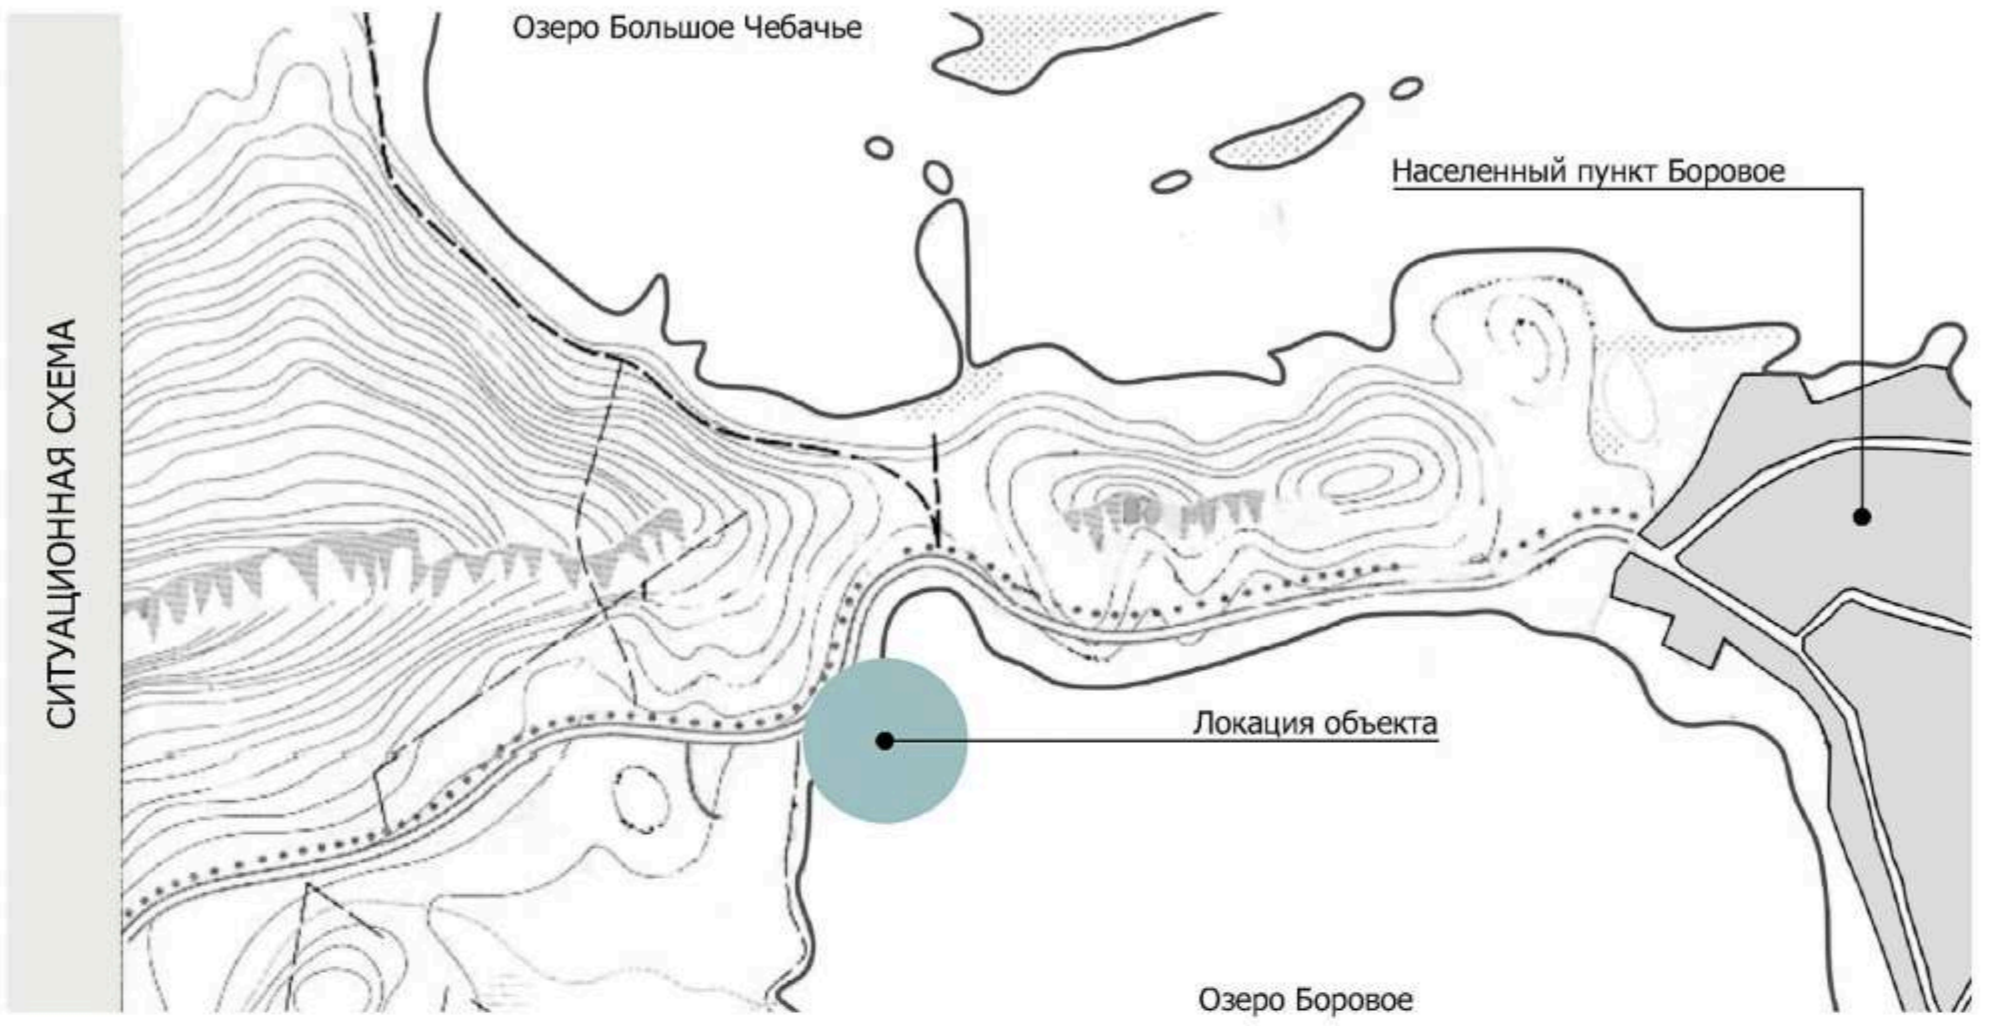 СИТУАЦИОННАЯ СХЕМА
Озеро Большое Чебачье
Населенный пункт Боровое
Локация объекта
Озеро Боровое